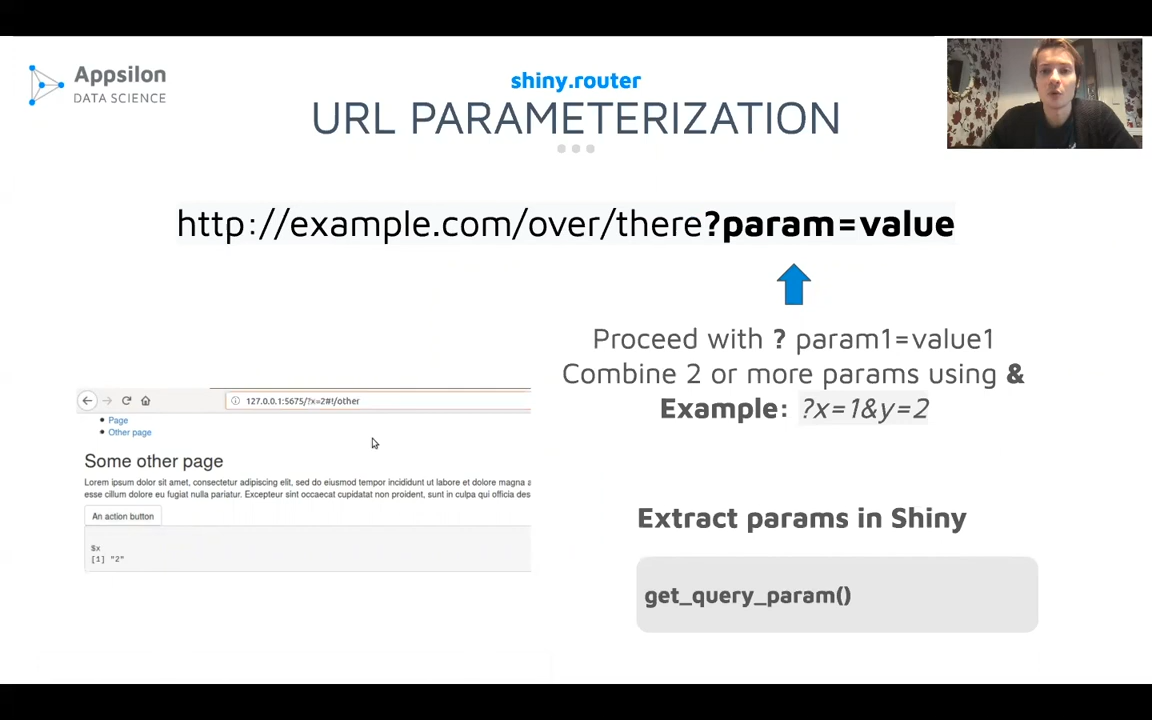 Appsilon
DATA SCIENCE
shiny.router
URL PARAMETERIZATION
http://example.com/over/there?param=value
Proceed with ? param1=value1
Combine 2 or more params using &
Example: ?x=1&y=2
127.0.0.1:5675/?x=2#!/other
Page
Other page
Some other page
Lorem ipsum dolor sit amet, consectetur adipiscing elit, sed do eiusmod tempor incididunt ut labore et dolore magna a
esse cillum dolore eu fugiat nulla pariatur. Excepteur sint occaecat cupidatat non proident, sunt in culpa qui officia des
An action button
$x
[1] "2"
Extract params in Shiny
get_query_param()